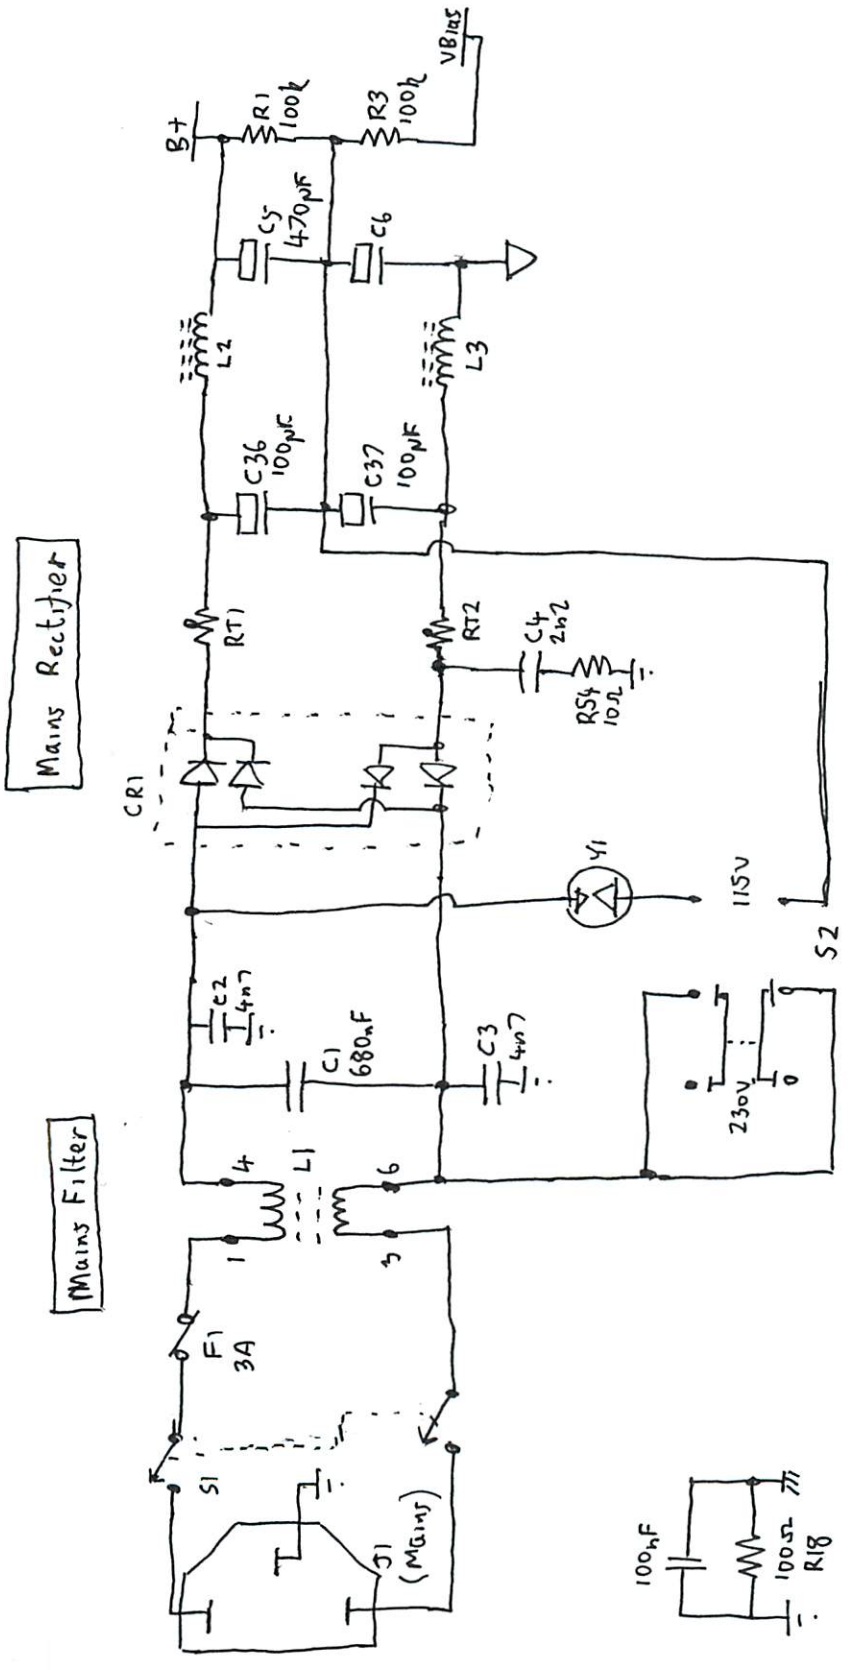 Mains Filter
Mains Rectifier
J1
(Mains)
S1
F1
3A
1
4
L1
3
6
C2
4n7
C1
680nF
C3
4n7
230V
115V
S2
Y1
CR1
RT1
RT2
C4
2n2
R54
10Ω
C36
100µF
C37
100µF
L2
L3
C5
470µF
C6
B+
R1
100k
R3
100k
VBias
100nF
100Ω
R18